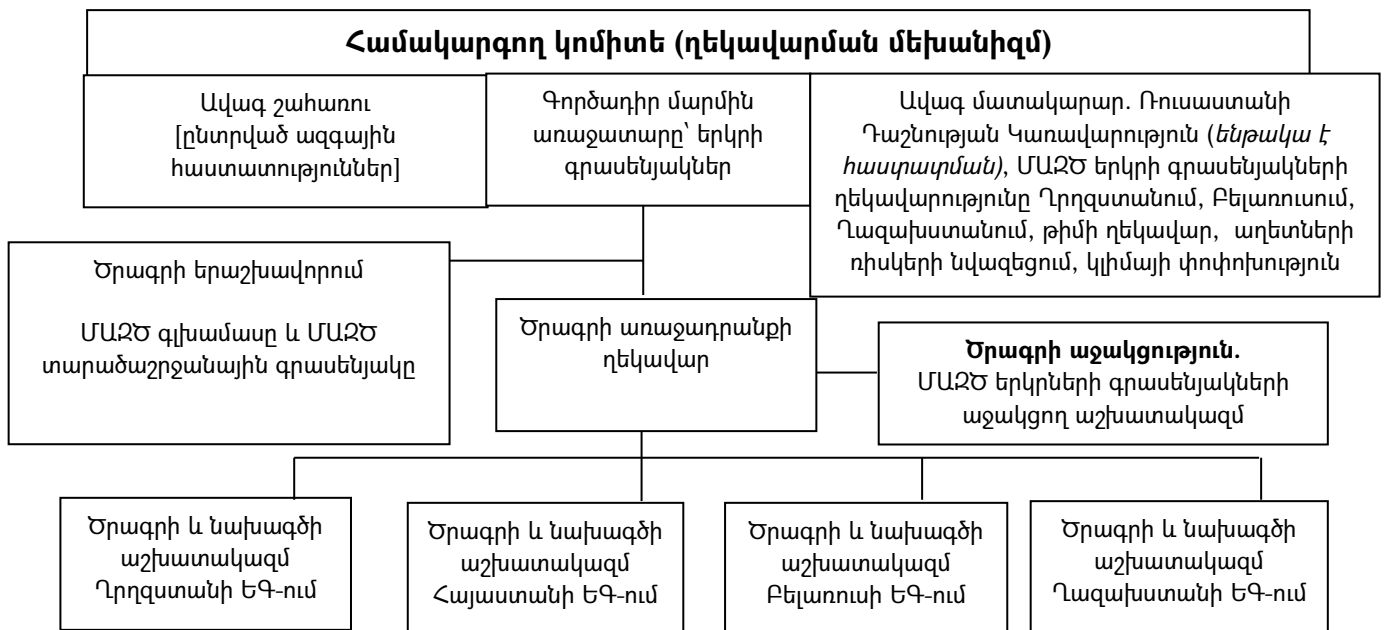 Համակարգող կոմիտե (ղեկավարման մեխանիզմ)
Ավագ շահառու
[ընտրված ազգային
հաստատություններ]
Գործադիր մարմին
առաջատարը՝ երկրի
գրասենյակներ
Ավագ մատակարար. Ռուսաստանի
Դաշնության Կառավարություն (ենթակա է
հաստատման), ՄԱԶԾ երկրի գրասենյակների
ղեկավարությունը Ղրղզստանում, Բելառուսում,
Ղազախստանում, թիմի ղեկավար, աղետների
ռիսկերի նվազեցում, կլիմայի փոփոխություն
Ծրագրի երաշխավորում
ՄԱԶԾ գլխամասը և ՄԱԶԾ
տարածաշրջանային գրասենյակը
Ծրագրի առաջադրանքի
ղեկավար
Ծրագրի աջակցություն.
ՄԱԶԾ երկրների գրասենյակների
աջակցող աշխատակազմ
Ծրագրի և նախագծի
աշխատակազմ
Ղրղզստանի ԵԳ-ում
Ծրագրի և նախագծի
աշխատակազմ
Հայաստանի ԵԳ-ում
Ծրագրի և նախագծի
աշխատակազմ
Բելառուսի ԵԳ-ում
Ծրագրի և նախագծի
աշխատակազմ
Ղազախստանի ԵԳ-ում